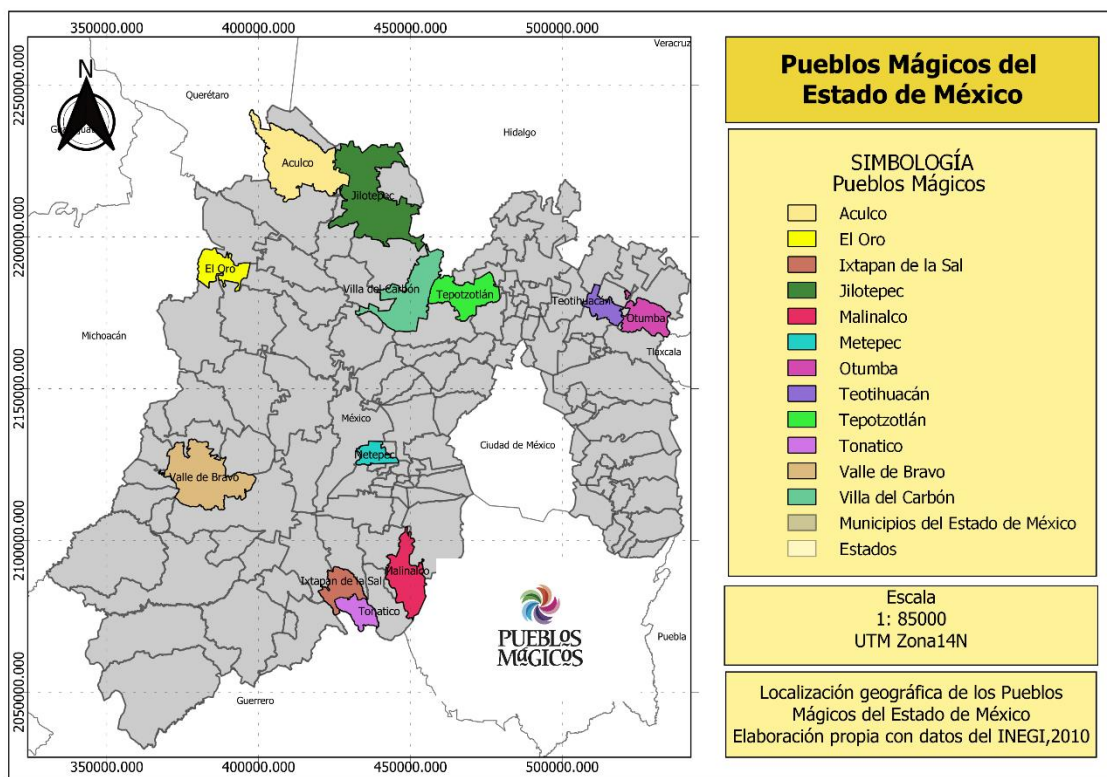 350000.000 400000.000 450000.000 500000.000
Veracruz
N
Querétaro
Hidalgo
Aculco
Jilotepec
El Oro
Villa del Carbón
Tepotzotlán
Teotihuacán
Otumba
Michoacán
Tlaxcala
México
Ciudad de México
Metepec
Valle de Bravo
Ixtapan de la Sal
Malinalco
Tonatico
PUEBLOS
MáGICOS
Puebla
Guerrero
2250000.000
2200000.000
2150000.000
2100000.000
2050000.000
350000.000 400000.000 450000.000 500000.000
Pueblos Mágicos del
Estado de México
SIMBOLOGÍA
Pueblos Mágicos
Aculco
El Oro
Ixtapan de la Sal
Jilotepec
Malinalco
Metepec
Otumba
Teotihuacán
Tepotzotlán
Tonatico
Valle de Bravo
Villa del Carbón
Municipios del Estado de México
Estados
Escala
1: 85000
UTM Zona14N
Localización geográfica de los Pueblos
Mágicos del Estado de México
Elaboración propia con datos del INEGI,2010